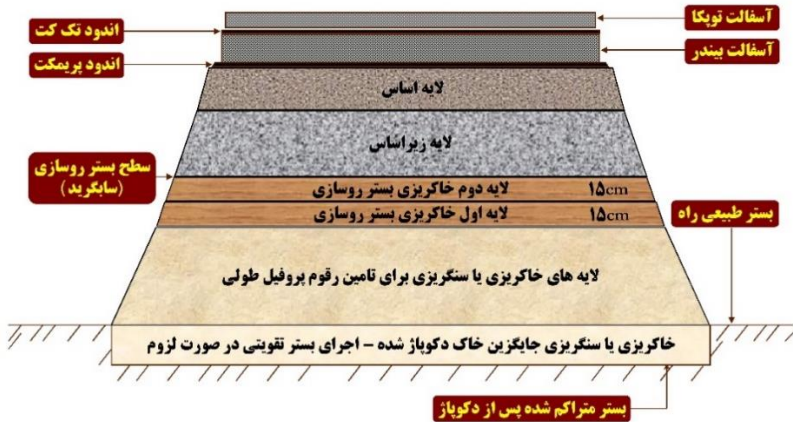 آسفالت توپکا
اندود تک کت
آسفالت بیندر
اندود پریمکت
لایه اساس
لایه زیراساس
سطح بستر روسازی
(سابگرید)
لایه دوم خاکریزی بستر روسازی ۱۵cm
لایه اول خاکریزی بستر روسازی ۱۵cm
بستر طبیعی راه
لایه های خاکریزی یا سنگریزی برای تامین رقوم پروفیل طولی
خاکریزی یا سنگریزی جایگزین خاک دکوپاژ شده – اجرای بستر تقویتی در صورت لزوم
بستر متراکم شده پس از دکوپاژ